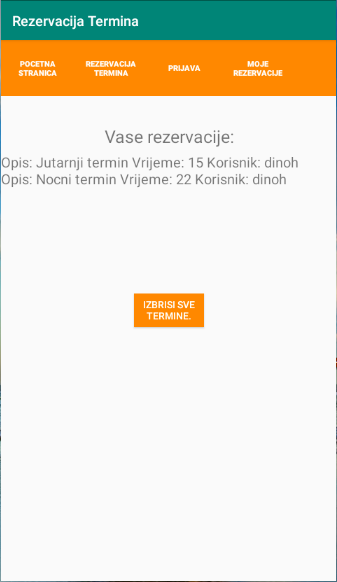 Rezervacija Termina
POCETNA
STRANICA
REZERVACIJA
TERMINA
PRIJAVA
MOJE
REZERVACIJE
Vase rezervacije:
Opis: Jutarnji termin Vrijeme: 15 Korisnik: dinoh
Opis: Nocni termin Vrijeme: 22 Korisnik: dinoh
IZBRISI SVE
TERMINE.